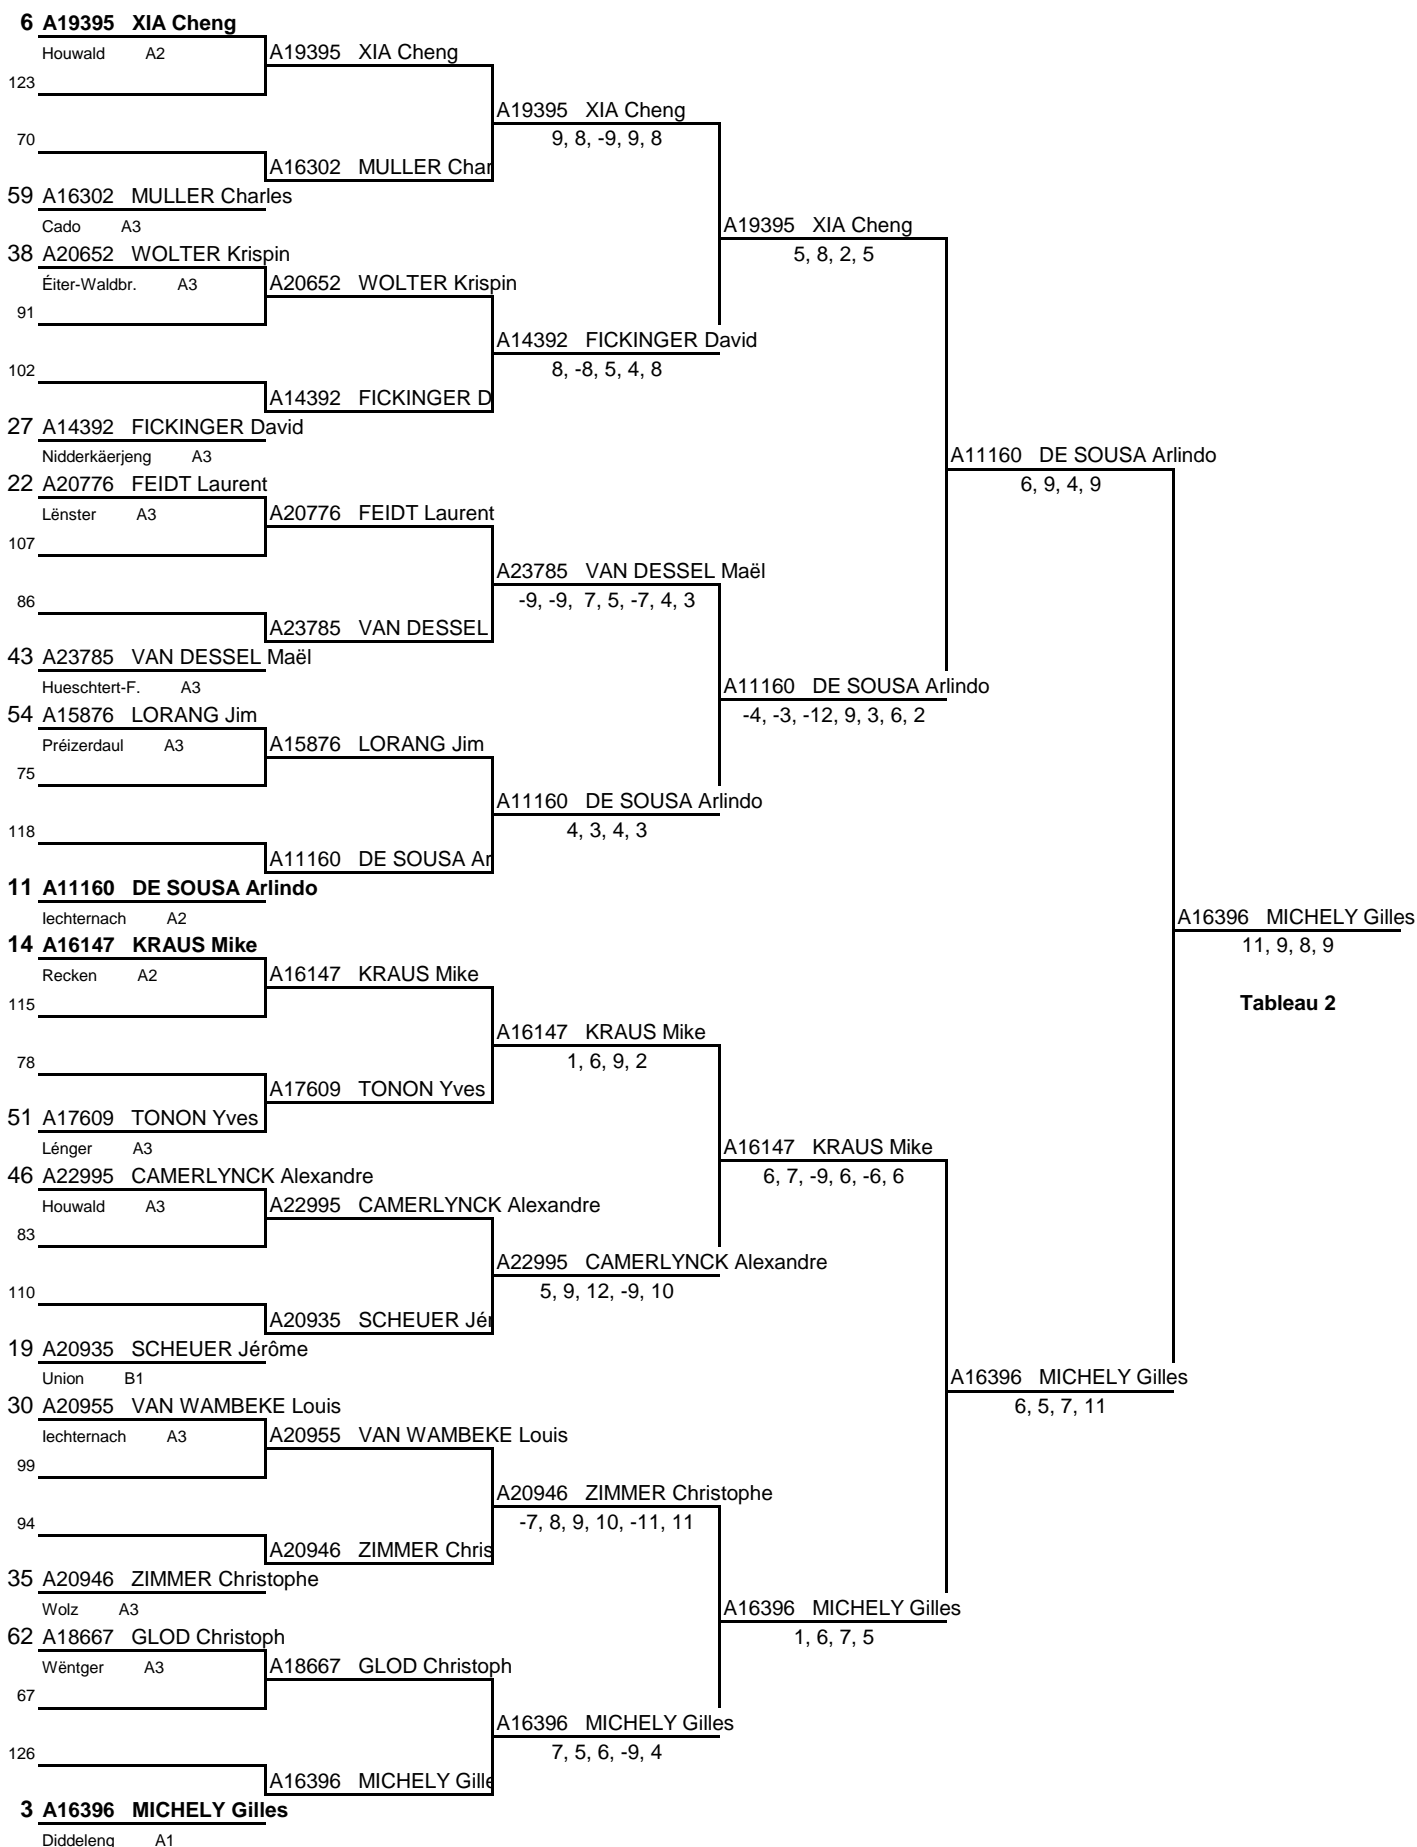 6 A19395 XIA Cheng
Houwald A2 A19395 XIA Cheng
123
A19395 XIA Cheng
70 9, 8, -9, 9, 8
A16302 MULLER Char
59 A16302 MULLER Charles
Cado A3 A19395 XIA Cheng
38 A20652 WOLTER Krispin 5, 8, 2, 5
Éiter-Waldbr. A3 A20652 WOLTER Krispin
91
A14392 FICKINGER David
102 8, -8, 5, 4, 8
A14392 FICKINGER D
27 A14392 FICKINGER David
Nidderkäerjeng A3 A11160 DE SOUSA Arlindo
22 A20776 FEIDT Laurent 6, 9, 4, 9
Lënster A3 A20776 FEIDT Laurent
107
A23785 VAN DESSEL Maël
86 -9, -9, 7, 5, -7, 4, 3
A23785 VAN DESSEL
43 A23785 VAN DESSEL Maël
Hueschtert-F. A3 A11160 DE SOUSA Arlindo
54 A15876 LORANG Jim -4, -3, -12, 9, 3, 6, 2
Préizerdaul A3 A15876 LORANG Jim
75
A11160 DE SOUSA Arlindo
118 4, 3, 4, 3
A11160 DE SOUSA Ar
11 A11160 DE SOUSA Arlindo
Iechternach A2 A16396 MICHELY Gilles
14 A16147 KRAUS Mike 11, 9, 8, 9
Recken A2 A16147 KRAUS Mike
115 Tableau 2
A16147 KRAUS Mike
78 1, 6, 9, 2
A17609 TONON Yves
51 A17609 TONON Yves
Lénger A3 A16147 KRAUS Mike
46 A22995 CAMERLYNCK Alexandre 6, 7, -9, 6, -6, 6
Houwald A3 A22995 CAMERLYNCK Alexandre
83
A22995 CAMERLYNCK Alexandre
110 5, 9, 12, -9, 10
A20935 SCHEUER Jér
19 A20935 SCHEUER Jérôme
Union B1 A16396 MICHELY Gilles
30 A20955 VAN WAMBEKE Louis 6, 5, 7, 11
Iechternach A3 A20955 VAN WAMBEKE Louis
99
A20946 ZIMMER Christophe
94 -7, 8, 9, 10, -11, 11
A20946 ZIMMER Chris
35 A20946 ZIMMER Christophe
Wolz A3 A16396 MICHELY Gilles
62 A18667 GLOD Christoph 1, 6, 7, 5
Wëntger A3 A18667 GLOD Christoph
67
A16396 MICHELY Gilles
126 7, 5, 6, -9, 4
A16396 MICHELY Gille
3 A16396 MICHELY Gilles
Diddeleng A1